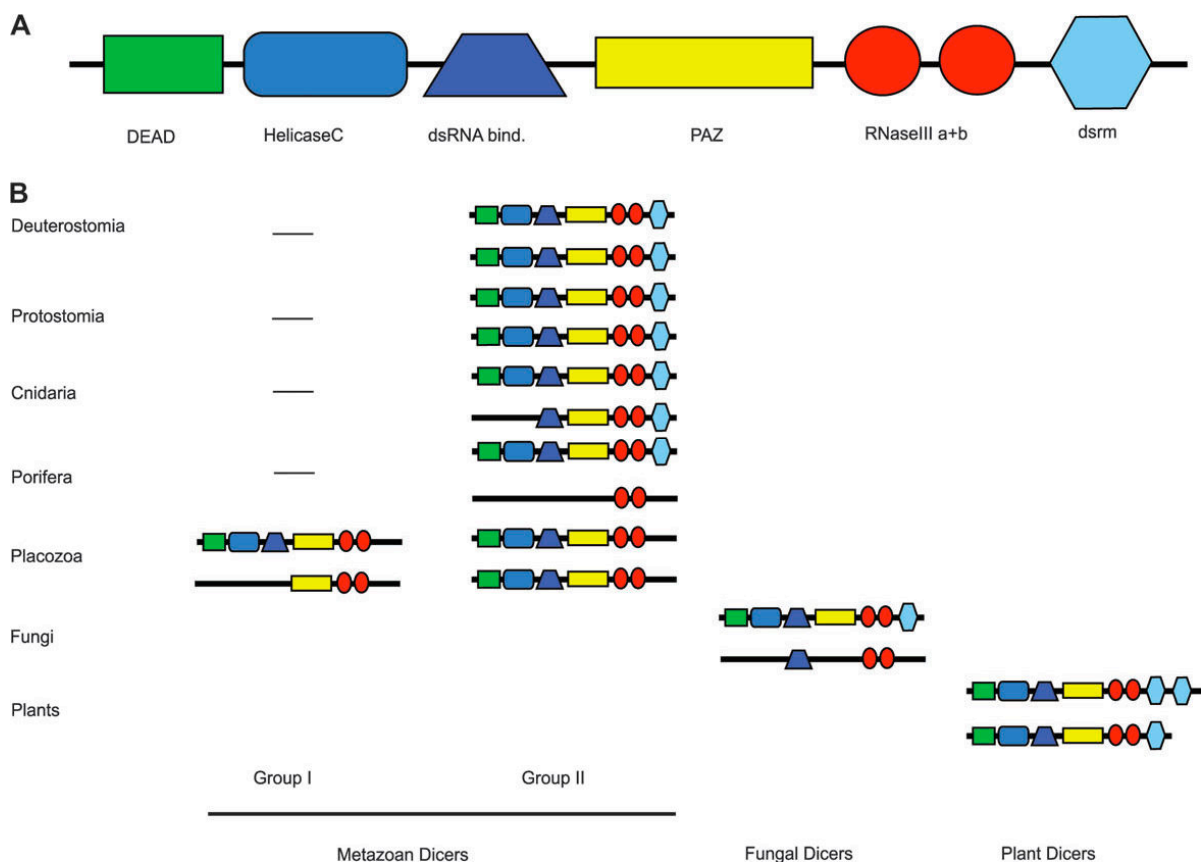 A
DEAD
HelicaseC
dsRNA bind.
PAZ
RNaseIII a+b
dsrm
B
Deuterostomia
Protostomia
Cnidaria
Porifera
Placozoa
Fungi
Plants
Group I
Group II
Metazoan Dicers
Fungal Dicers
Plant Dicers